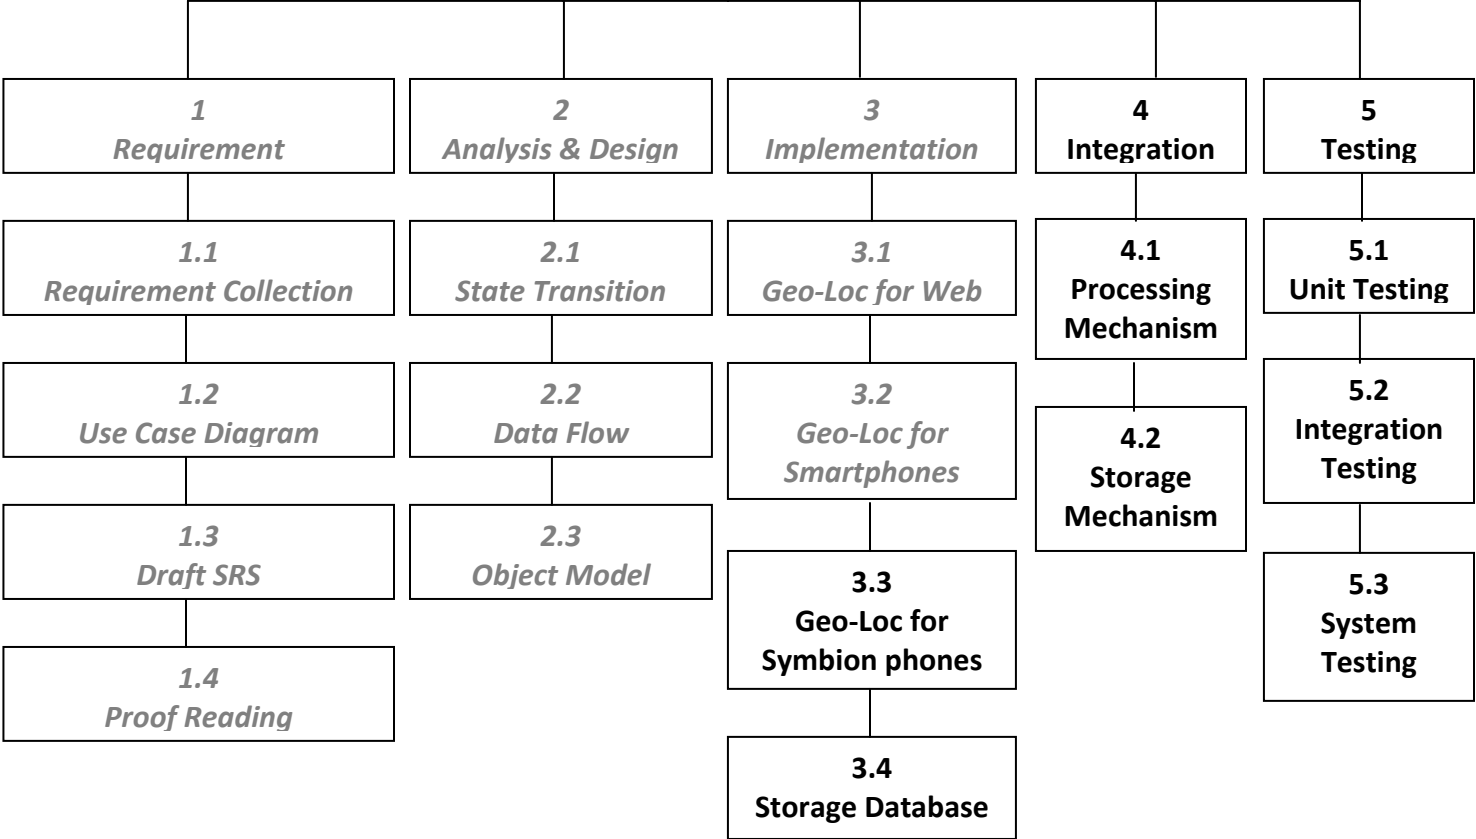 1
Requirement
2
Analysis & Design
3
Implementation
4
Integration
5
Testing
1.1
Requirement Collection
2.1
State Transition
3.1
Geo-Loc for Web
4.1
Processing
Mechanism
5.1
Unit Testing
1.2
Use Case Diagram
2.2
Data Flow
3.2
Geo-Loc for
Smartphones
4.2
Storage
Mechanism
5.2
Integration
Testing
1.3
Draft SRS
2.3
Object Model
3.3
Geo-Loc for
Symbion phones
5.3
System
Testing
1.4
Proof Reading
3.4
Storage Database